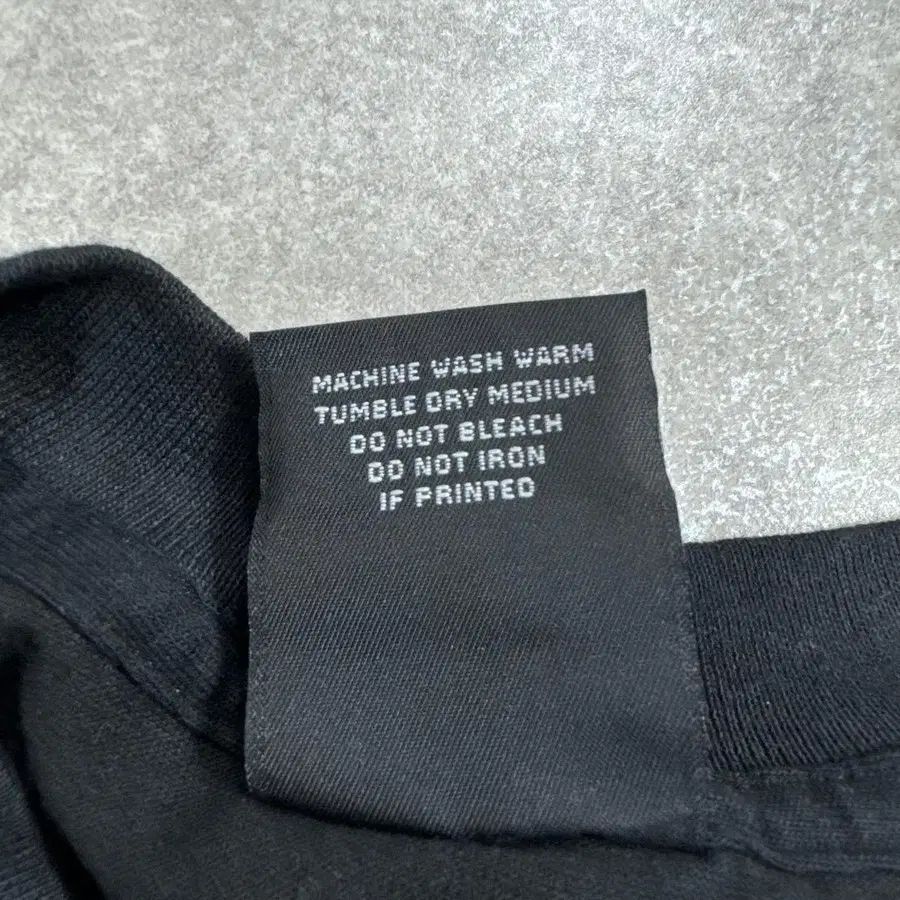 MACHINE WASH WARM
TUMBLE DRY MEDIUM
DO NOT BLEACH
DO NOT IRON
IF PRINTED